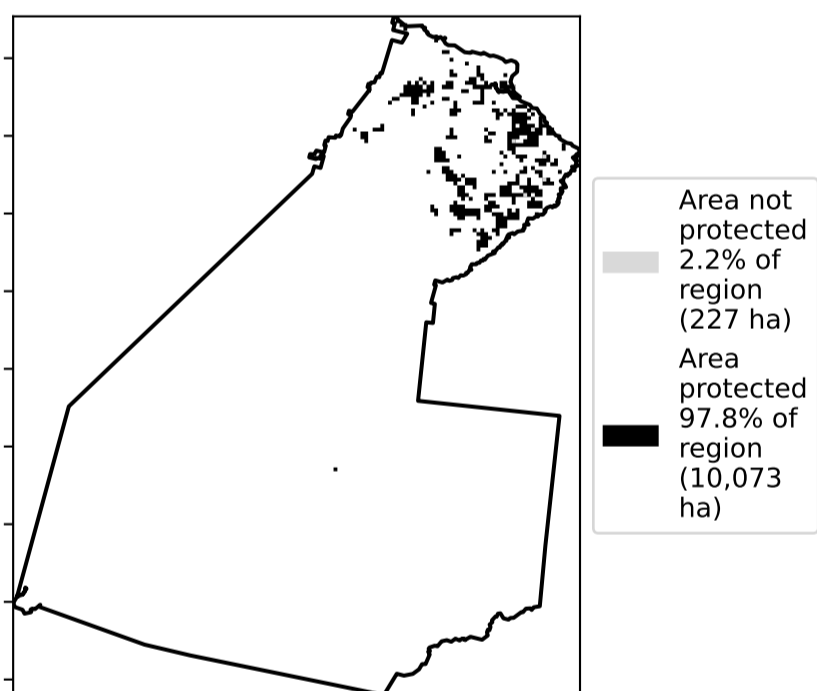 Area not
protected
2.2% of
region
(227 ha)
Area
protected
97.8% of
region
(10,073
ha)